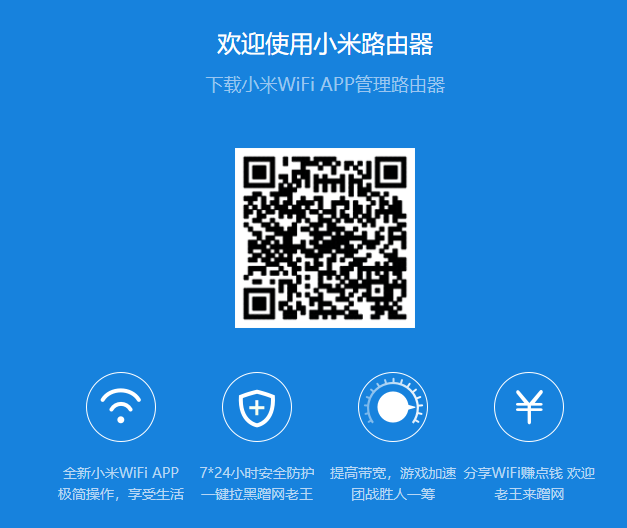 欢迎使用小米路由器
下载小米WiFi APP管理路由器
全新小米WiFi APP
极简操作，享受生活
7*24小时安全防护
一键拉黑蹭网老王
提高带宽，游戏加速
团战胜人一筹
分享WiFi赚点钱 欢迎
老王来蹭网